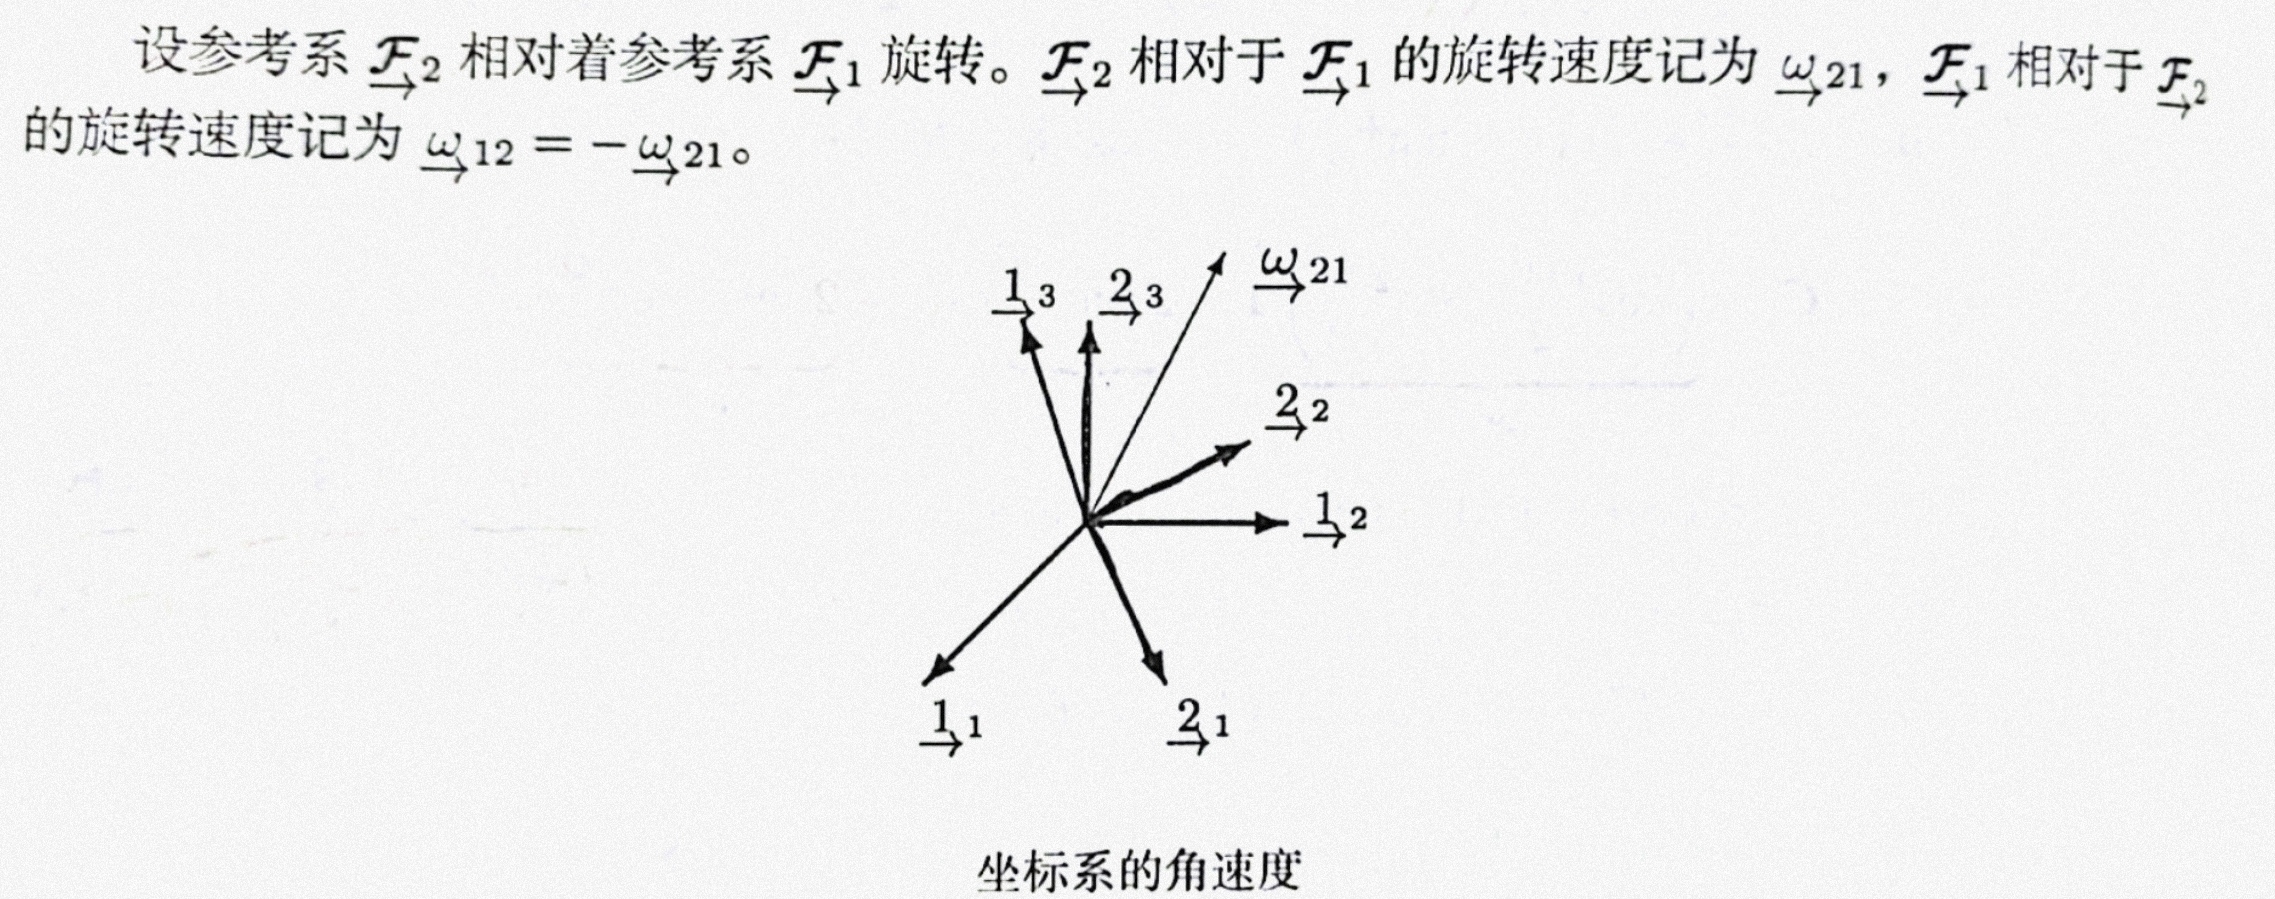 设参考系 $\underrightarrow{\mathcal{F}}_2$ 相对着参考系 $\underrightarrow{\mathcal{F}}_1$ 旋转。$\underrightarrow{\mathcal{F}}_2$ 相对于 $\underrightarrow{\mathcal{F}}_1$ 的旋转速度记为 $\underrightarrow{\omega}_{21}$，$\underrightarrow{\mathcal{F}}_1$ 相对于 $\underrightarrow{\mathcal{F}}_2$
的旋转速度记为 $\underrightarrow{\omega}_{12} = -\underrightarrow{\omega}_{21}$。
$\underrightarrow{\omega}_{21}$
$\underrightarrow{1}_3$ $\underrightarrow{2}_3$
$\underrightarrow{2}_2$
$\underrightarrow{1}_2$
$\underrightarrow{1}_1$ $\underrightarrow{2}_1$
坐标系的角速度